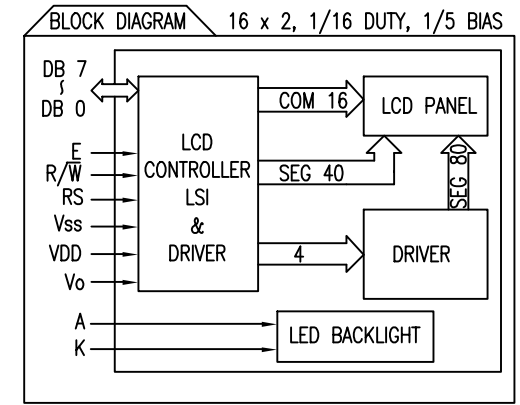 BLOCK DIAGRAM 16 x 2, 1/16 DUTY, 1/5 BIAS
DB 7
~
DB 0
E
R/W̅
RS
Vss
VDD
Vo
A
K
LCD
CONTROLLER
LSI
&
DRIVER
COM 16
SEG 40
4
LCD PANEL
SEG 80
DRIVER
LED BACKLIGHT